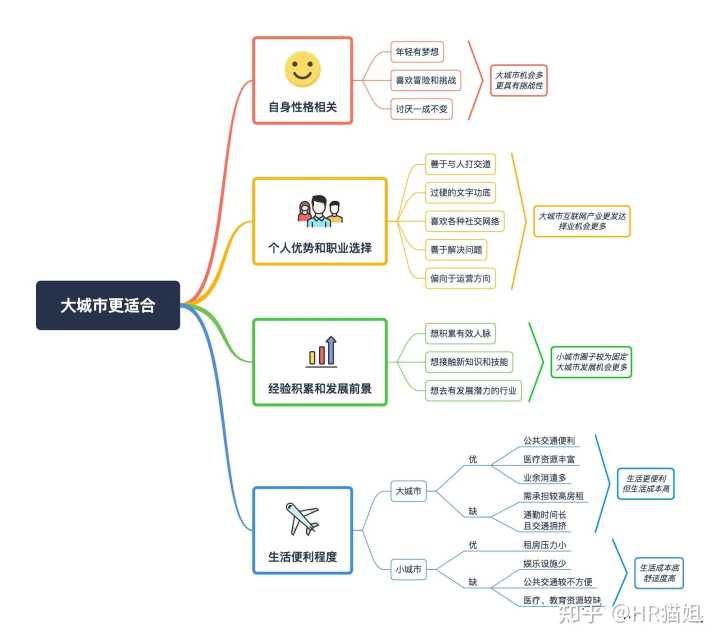 大城市更适合
自身性格相关
年轻有梦想
喜欢冒险和挑战
讨厌一成不变
大城市机会多
更具有挑战性
个人优势和职业选择
善于与人打交道
过硬的文字功底
喜欢各种社交网络
善于解决问题
偏向于运营方向
大城市互联网产业更发达
择业机会更多
经验积累和发展前景
想积累有效人脉
想接触新知识和技能
想去有发展潜力的行业
小城市圈子较为固定
大城市发展机会更多
生活便利程度
大城市
优
公共交通便利
医疗资源丰富
业余消遣多
缺
需承担较高房租
通勤时间长
且交通拥挤
生活更便利
但生活成本高
小城市
优
租房压力小
缺
娱乐设施少
公共交通较不方便
医疗、教育资源较缺
生活成本底
舒适度高
知乎 @HR猫姐